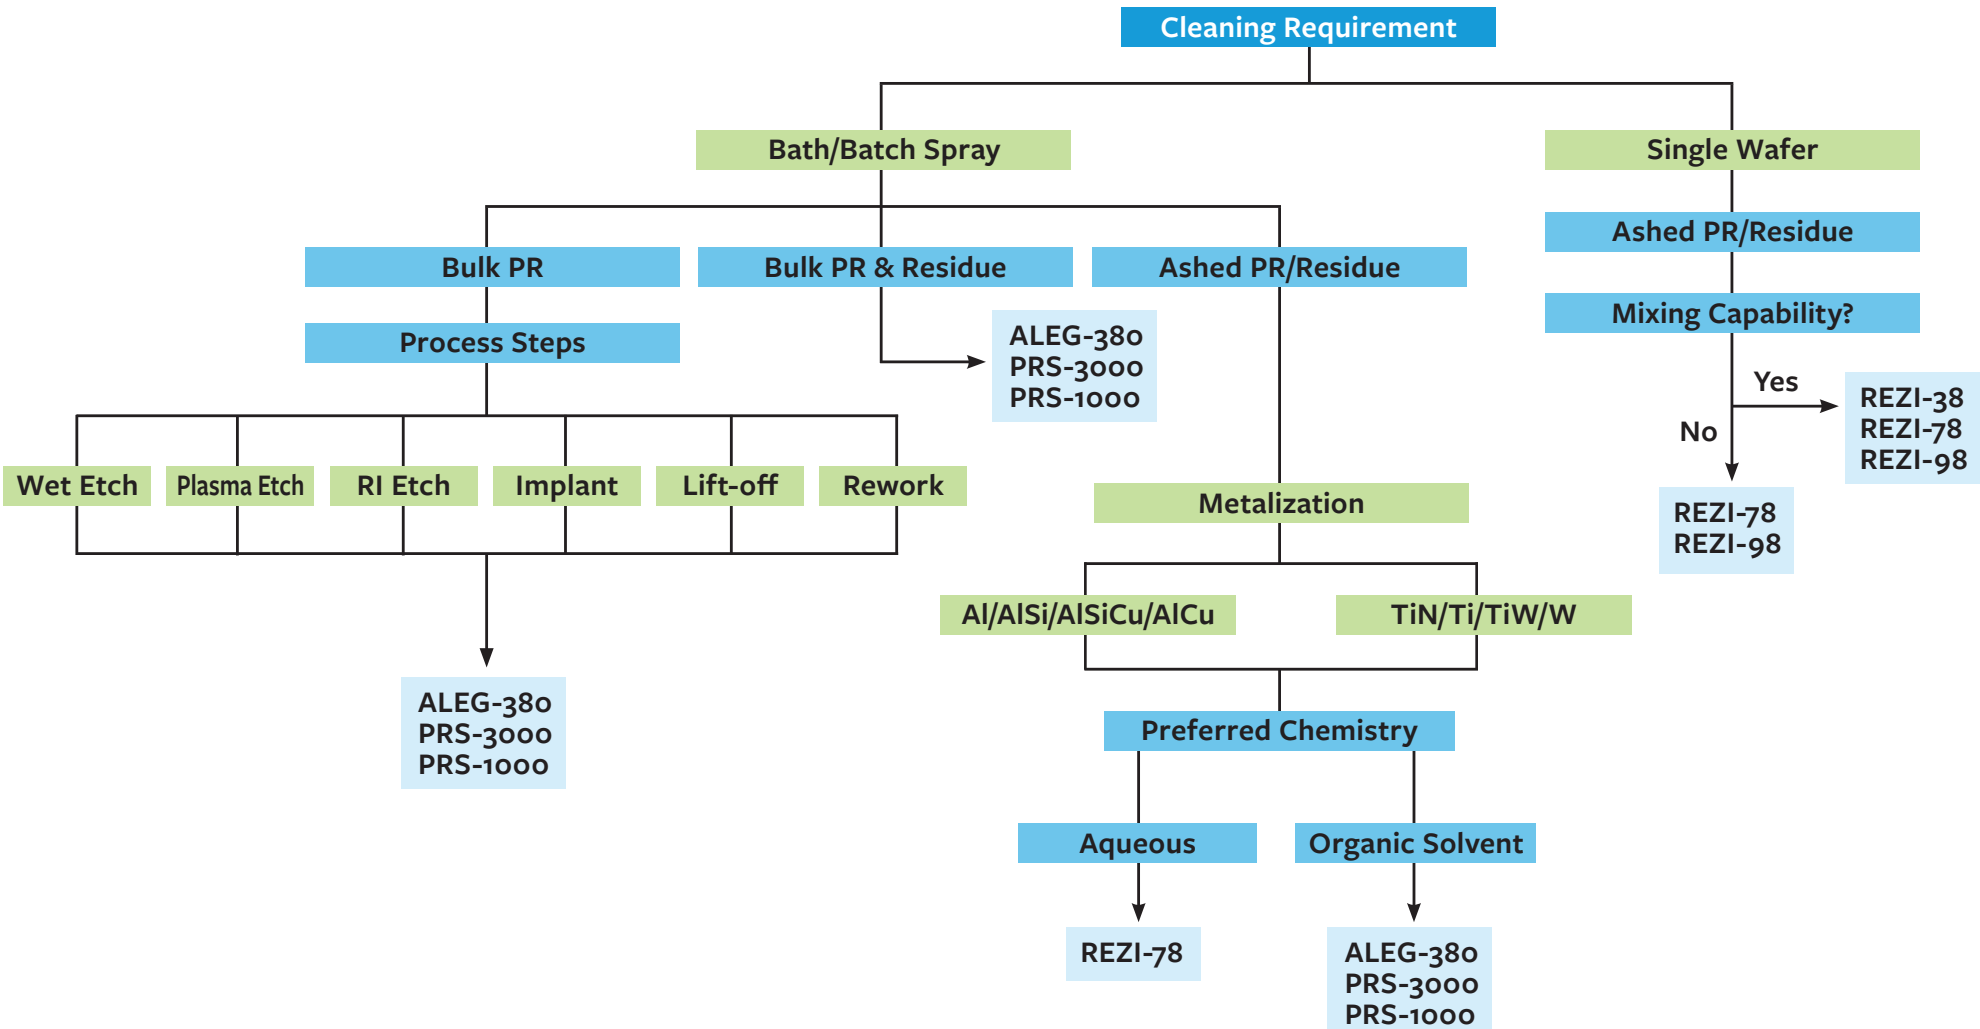 Cleaning Requirement
Bath/Batch Spray
Single Wafer
Ashed PR/Residue
Bulk PR
Bulk PR & Residue
Ashed PR/Residue
Mixing Capability?
Process Steps
ALEG-380
PRS-3000
PRS-1000
Yes
REZI-38
REZI-78
REZI-98
No
Wet Etch
Plasma Etch
RI Etch
Implant
Lift-off
Rework
Metalization
REZI-78
REZI-98
Al/AlSi/AlSiCu/AlCu
TiN/Ti/TiW/W
ALEG-380
PRS-3000
PRS-1000
Preferred Chemistry
Aqueous
Organic Solvent
REZI-78
ALEG-380
PRS-3000
PRS-1000